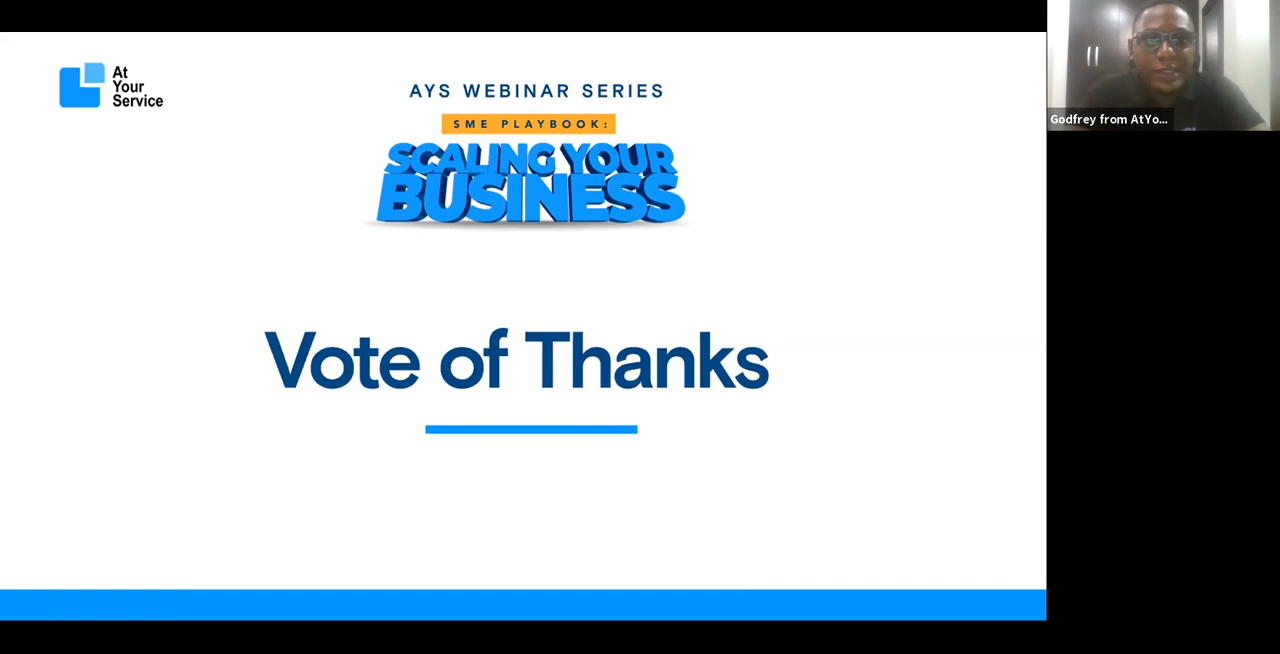 At
Your
Service
AYS WEBINAR SERIES
SME PLAYBOOK:
SCALING YOUR
BUSINESS
Vote of Thanks
Godfrey from AtYo...